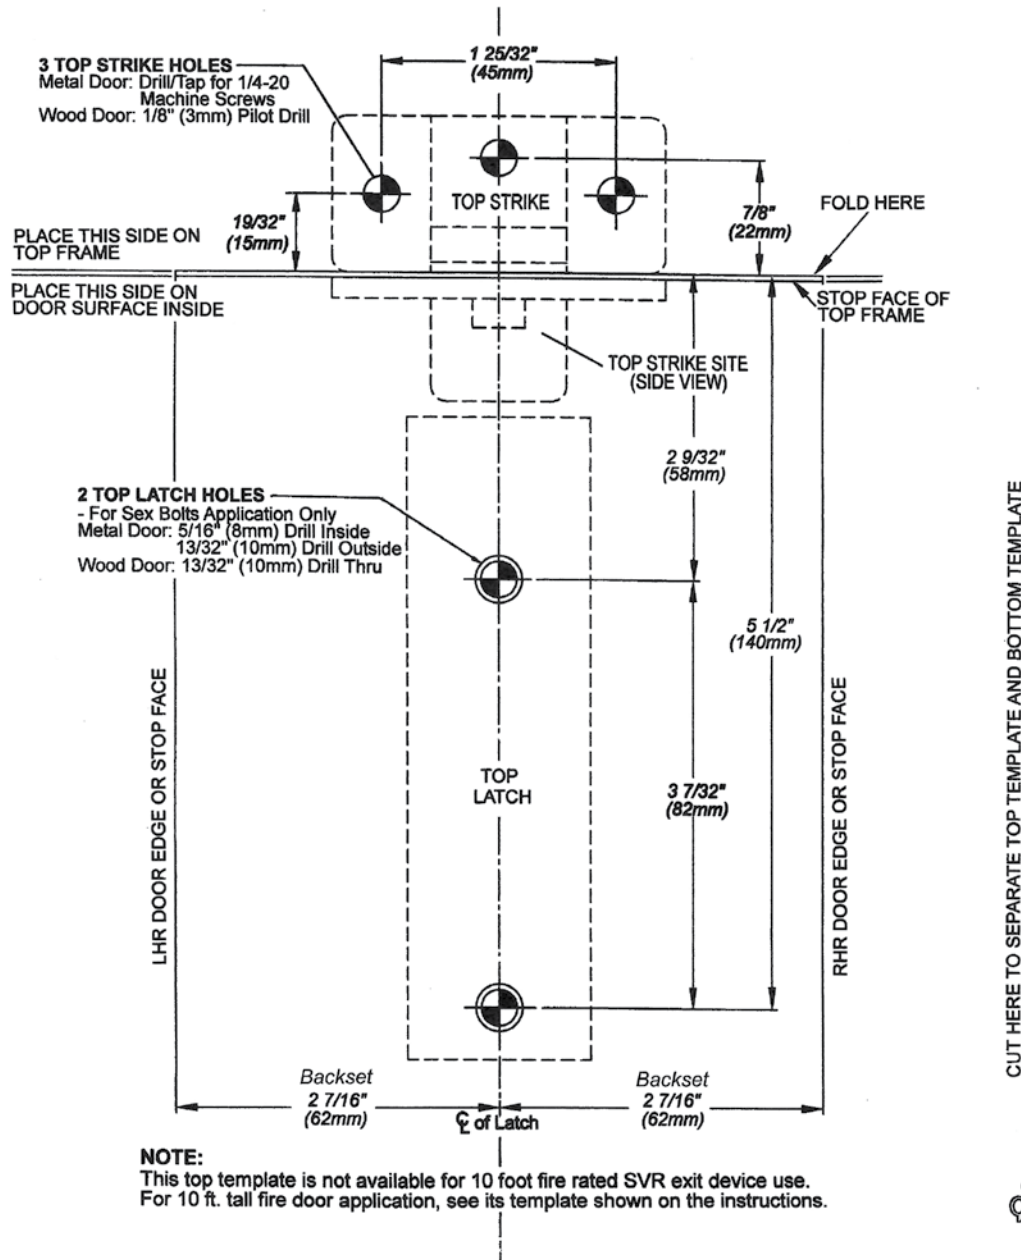 1 25/32"
(45mm)
3 TOP STRIKE HOLES
Metal Door: Drill/Tap for 1/4-20
Machine Screws
Wood Door: 1/8" (3mm) Pilot Drill
TOP STRIKE
19/32"
(15mm)
7/8"
(22mm)
FOLD HERE
PLACE THIS SIDE ON
TOP FRAME
PLACE THIS SIDE ON
DOOR SURFACE INSIDE
STOP FACE OF
TOP FRAME
TOP STRIKE SITE
(SIDE VIEW)
2 9/32"
(58mm)
2 TOP LATCH HOLES
- For Sex Bolts Application Only
Metal Door: 5/16" (8mm) Drill Inside
13/32" (10mm) Drill Outside
Wood Door: 13/32" (10mm) Drill Thru
5 1/2"
(140mm)
LHR DOOR EDGE OR STOP FACE
TOP
LATCH
3 7/32"
(82mm)
RHR DOOR EDGE OR STOP FACE
CUT HERE TO SEPARATE TOP TEMPLATE AND BOTTOM TEMPLATE
Backset
2 7/16"
(62mm)
Backset
2 7/16"
(62mm)
℄ of Latch
NOTE:
This top template is not available for 10 foot fire rated SVR exit device use.
For 10 ft. tall fire door application, see its template shown on the instructions.